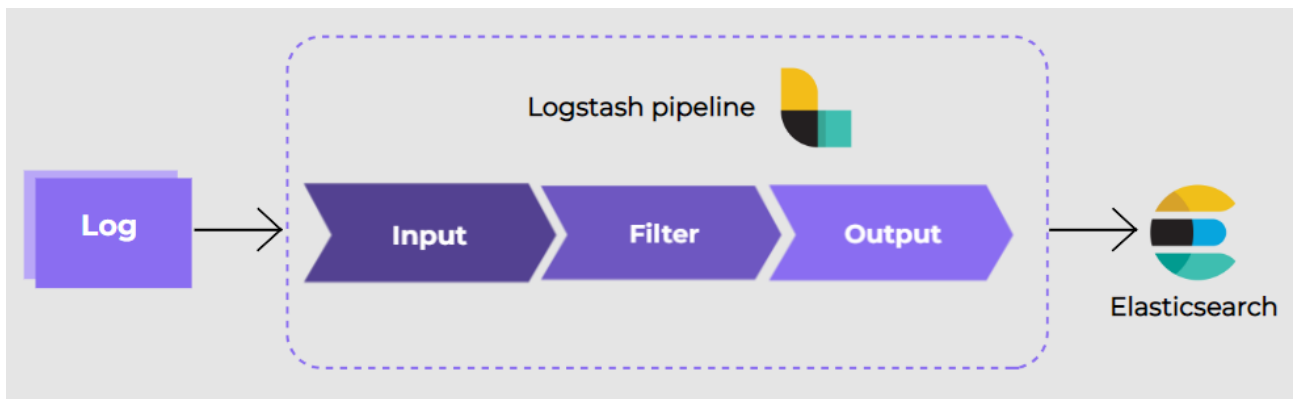 Logstash pipeline
Log
Input
Filter
Output
Elasticsearch